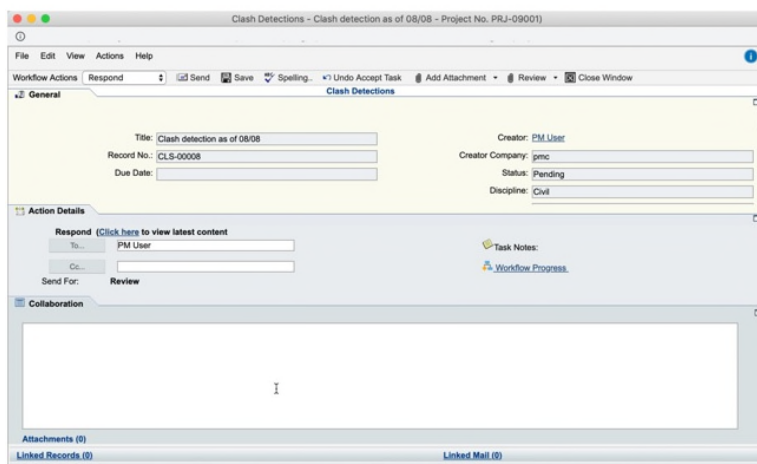 Clash Detections - Clash detection as of 08/08 - Project No. PRJ-09001)
File Edit View Actions Help
Workflow Actions Respond Send Save Spelling.. Undo Accept Task Add Attachment Review Close Window
General Clash Detections
Title: Clash detection as of 08/08 Creator: PM User
Record No.: CLS-00008 Creator Company: pmc
Due Date: Status: Pending
Discipline: Civil
Action Details
Respond (Click here to view latest content
To... PM User Task Notes:
Cc... Workflow Progress
Send For: Review
Collaboration
Attachments (0)
Linked Records (0) Linked Mail (0)